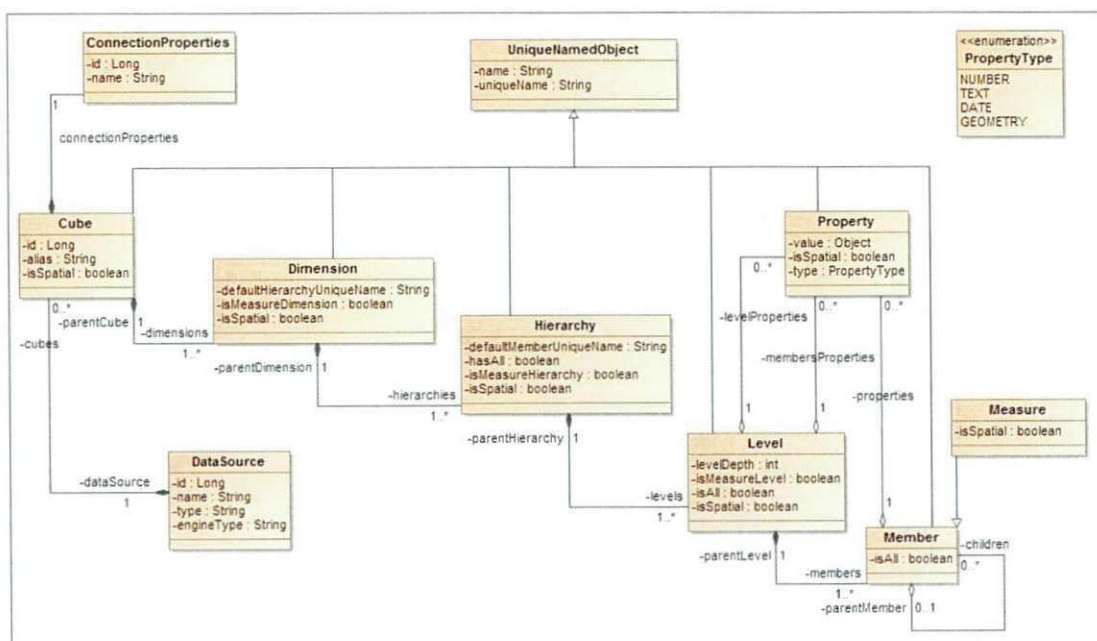 ConnectionProperties
-id : Long
-name : String
1
connectionProperties
UniqueNamedObject
-name : String
-uniqueName : String
<<enumeration>>
PropertyType
NUMBER
TEXT
DATE
GEOMETRY
Cube
-id : Long
-alias : String
-isSpatial : boolean
0..*
-parentCube
-cubes
1
-dimensions
1..*
Dimension
-defaultHierarchyUniqueName : String
-isMeasureDimension : boolean
-isSpatial : boolean
-parentDimension
1
-hierarchies
1..*
Hierarchy
-defaultMemberUniqueName : String
-hasAll : boolean
-isMeasureHierarchy : boolean
-isSpatial : boolean
-parentHierarchy
1
-levels
1..*
Property
-value : Object
-isSpatial : boolean
-type : PropertyType
0..*
0..*
0..*
-levelProperties
-membersProperties
-properties
1
1
1
Level
-levelDepth : int
-isMeasureLevel : boolean
-isAll : boolean
-isSpatial : boolean
-parentLevel
1
-members
1..*
Measure
-isSpatial : boolean
Member
-isAll : boolean
-children
0..*
-parentMember
0..1
-dataSource
1
DataSource
-id : Long
-name : String
-type : String
-engineType : String